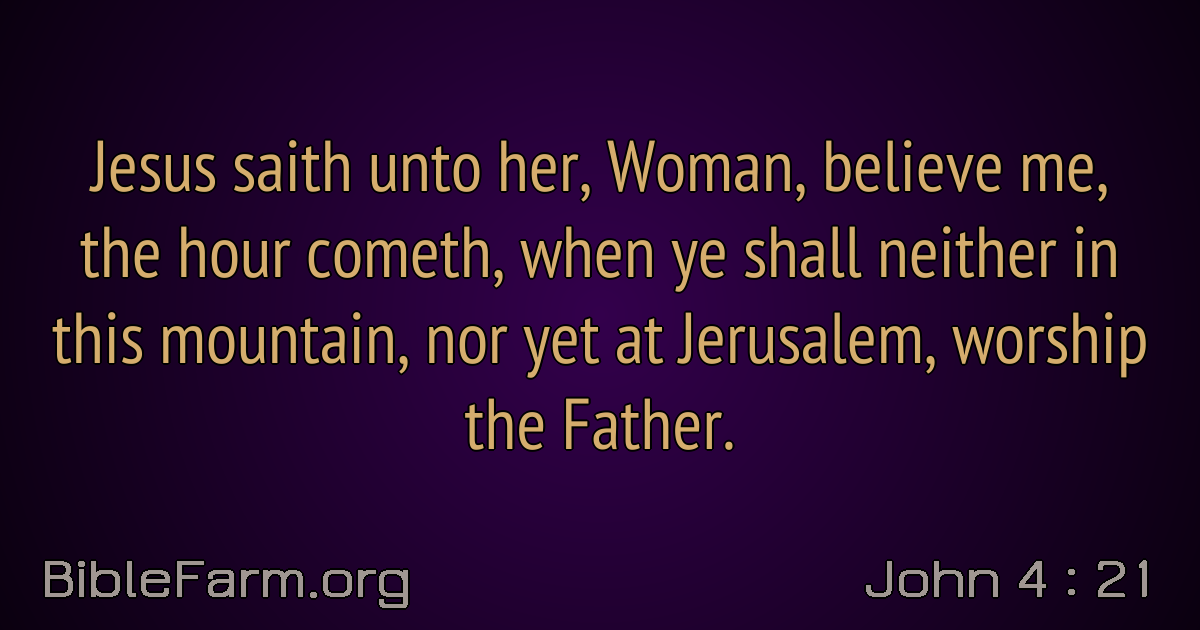 Jesus saith unto her, Woman, believe me,
the hour cometh, when ye shall neither in
this mountain, nor yet at Jerusalem, worship
the Father.
BibleFarm.org
John 4 : 21